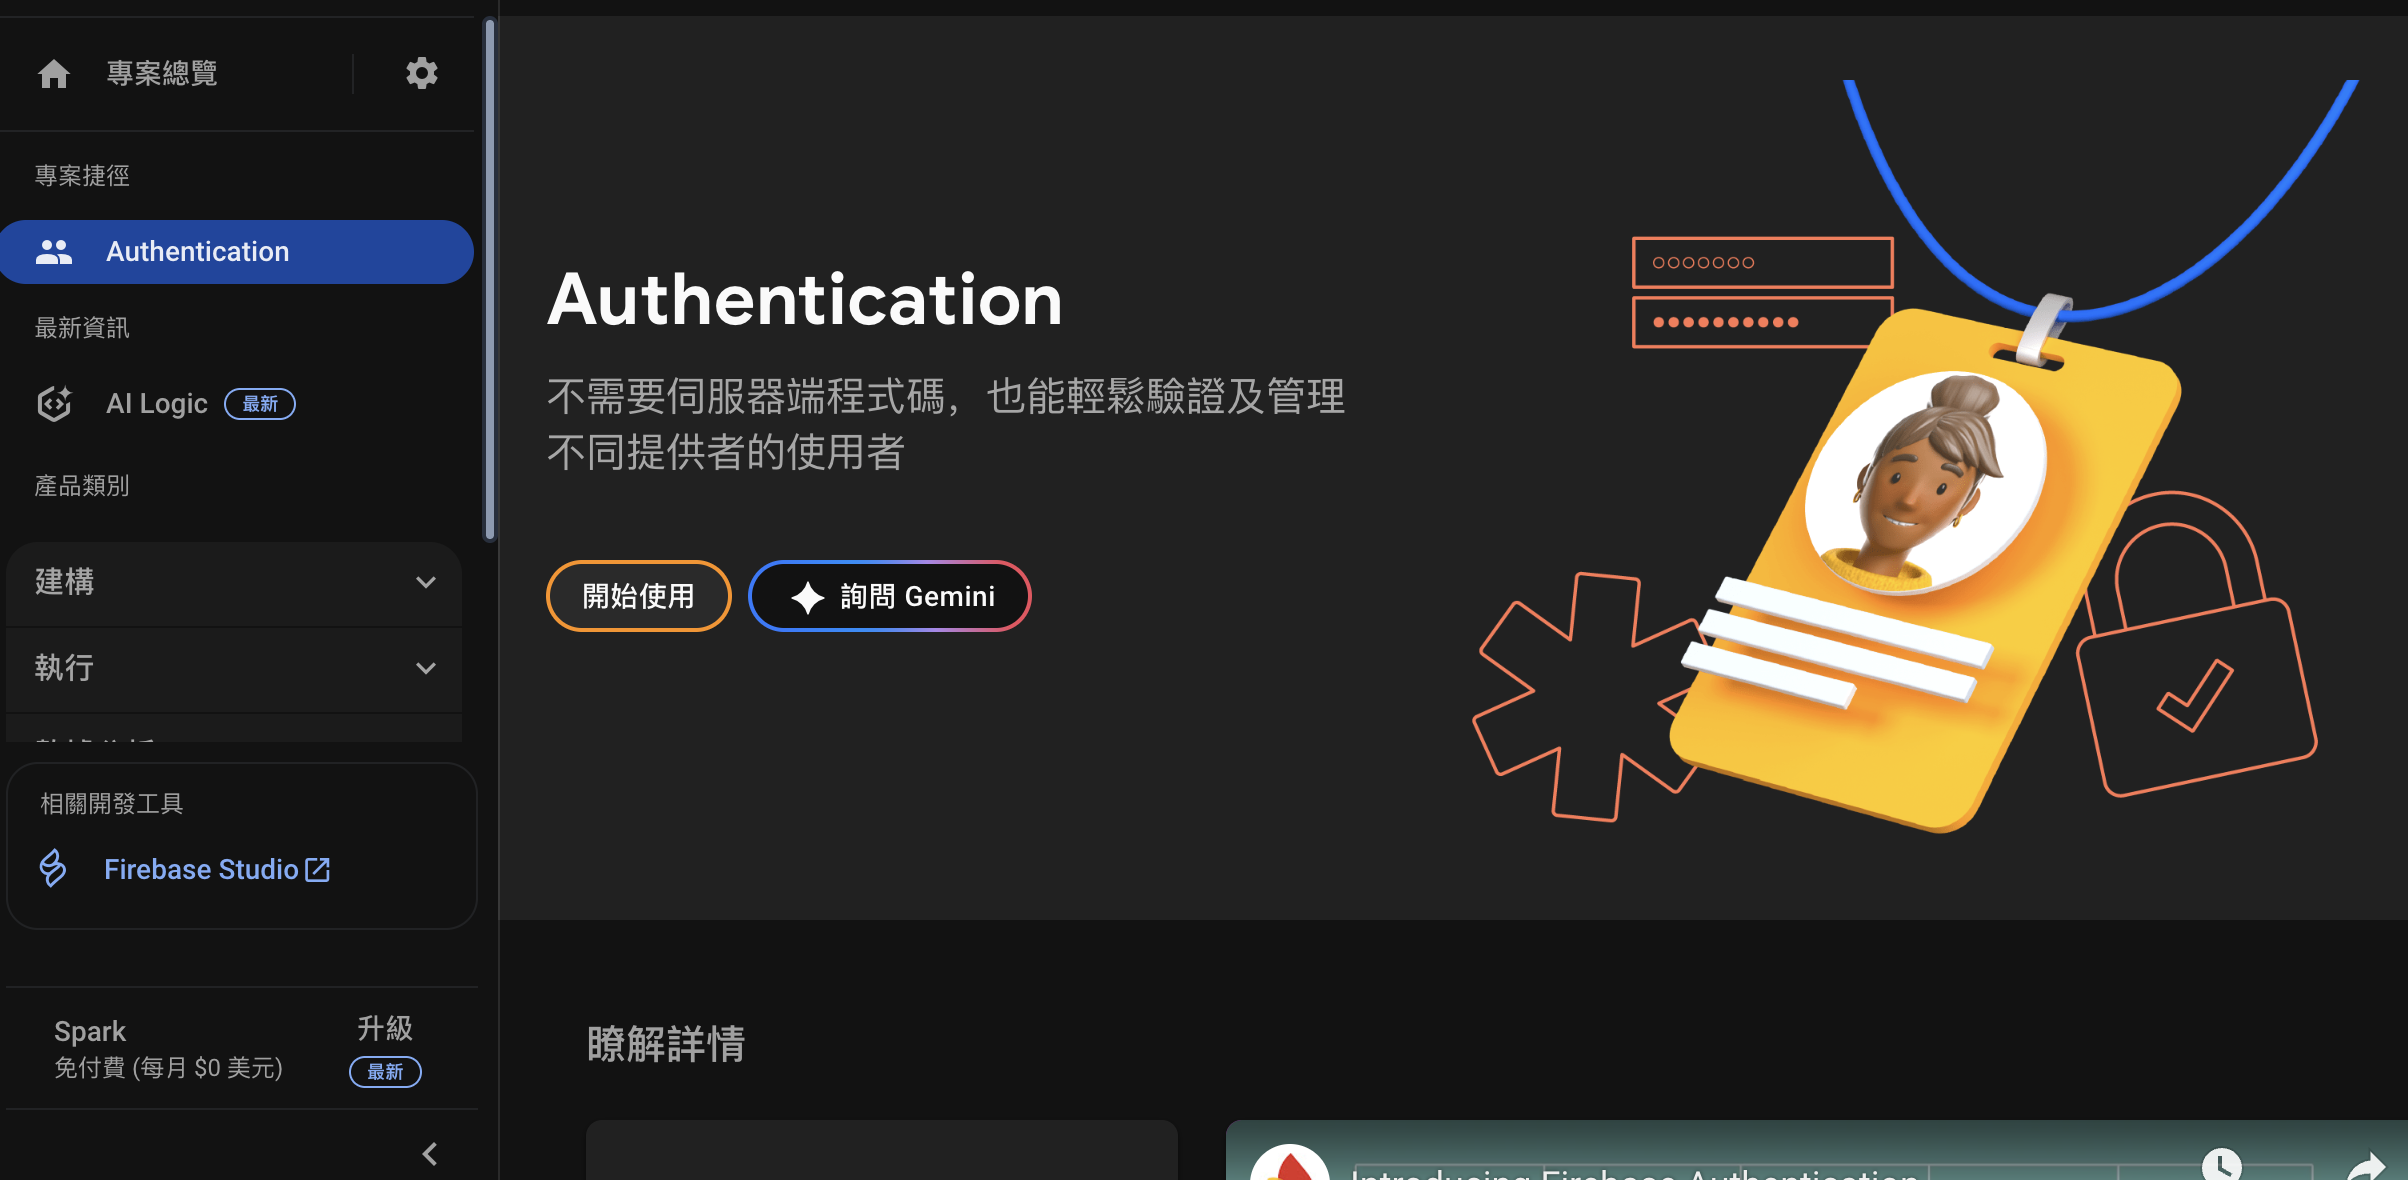 專案總覽
專案捷徑
Authentication
最新資訊
AI Logic 最新
產品類別
建構
執行
相關開發工具
Firebase Studio
Spark
免付費 (每月 $0 美元)
升級
最新
Authentication
不需要伺服器端程式碼，也能輕鬆驗證及管理
不同提供者的使用者
開始使用
詢問 Gemini
瞭解詳情
Introducing Firebase Authentication